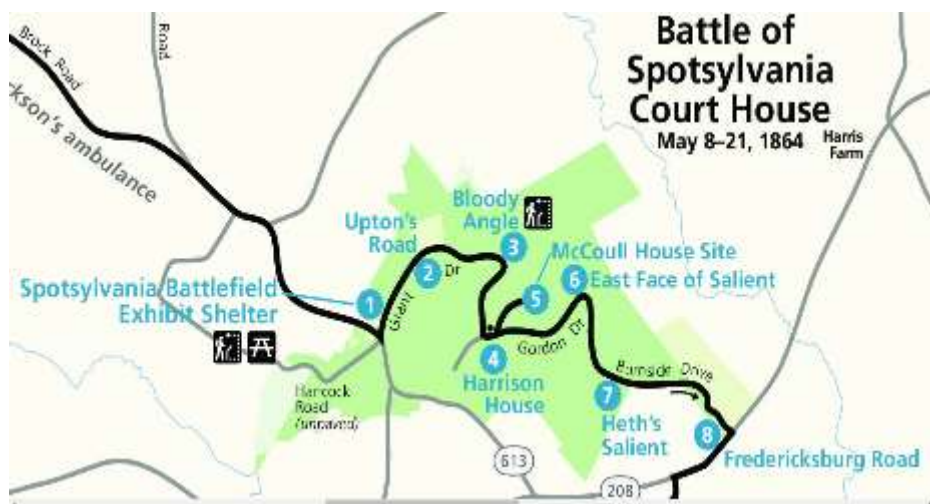 Battle of
Spotsylvania
Court House
May 8–21, 1864
Harris
Farm
Brock Road
Road
kson's ambulance
Bloody
Angle
Upton's
Road
3
McCoull House Site
2
Dr
6
East Face of Salient
Spotsylvania Battlefield
Exhibit Shelter
1
5
Grant
Gordon Dr
4
Harrison
House
Burnside Drive
Hancock
Road
(unpaved)
7
Heth's
Salient
8
Fredericksburg Road
613
208